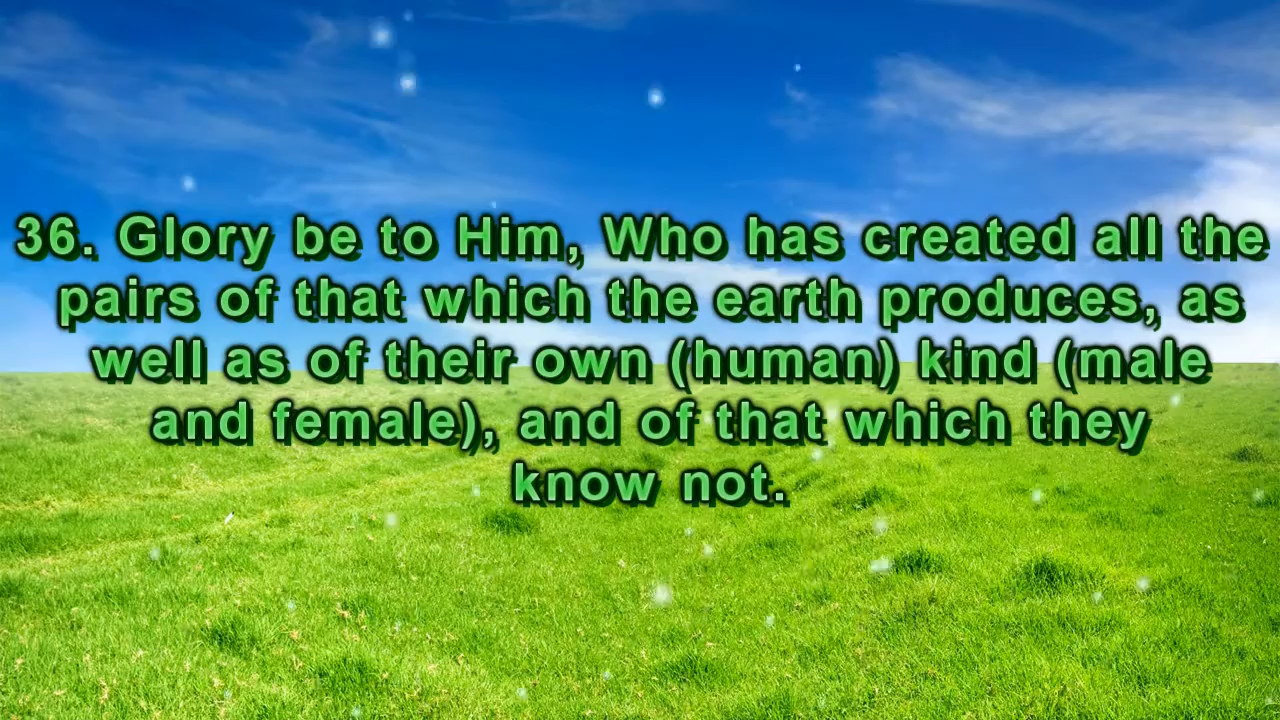 36. Glory be to Him, Who has created all the
pairs of that which the earth produces, as
well as of their own (human) kind (male
and female), and of that which they
know not.